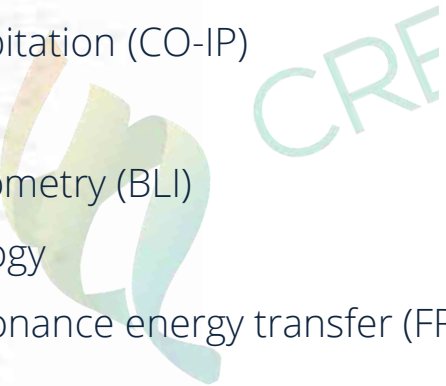 pitation (CO-IP)
CRE
ometry (BLI)
ogy
onance energy transfer (FR